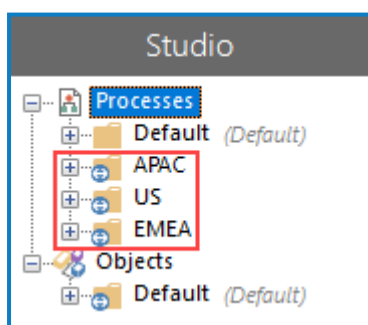 Studio
Processes
Default (Default)
APAC
US
EMEA
Objects
Default (Default)